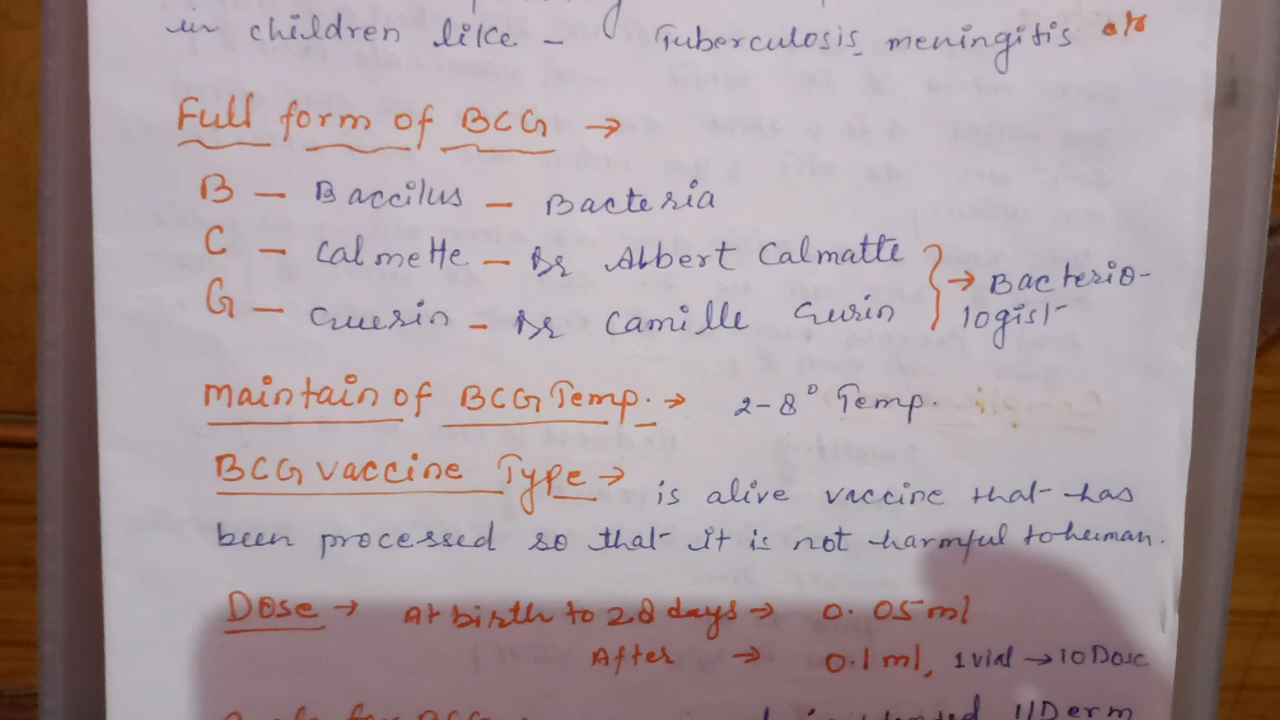 in children like - Tuberculosis meningitis etc
Full form of BCG →
B - Baccilus - Bacteria
C - Calmette - Dr Albert Calmatte
G - Guerin - Dr Camille Gurin } → Bacterio-
logist
Maintain of BCG Temp. → 2-8° Temp.
BCG vaccine Type → is alive vaccine that has
been processed so that it is not harmful to human.
Dose → At birth to 28 days → 0.05 ml
After → 0.1 ml, 1 vial → 10 Dose